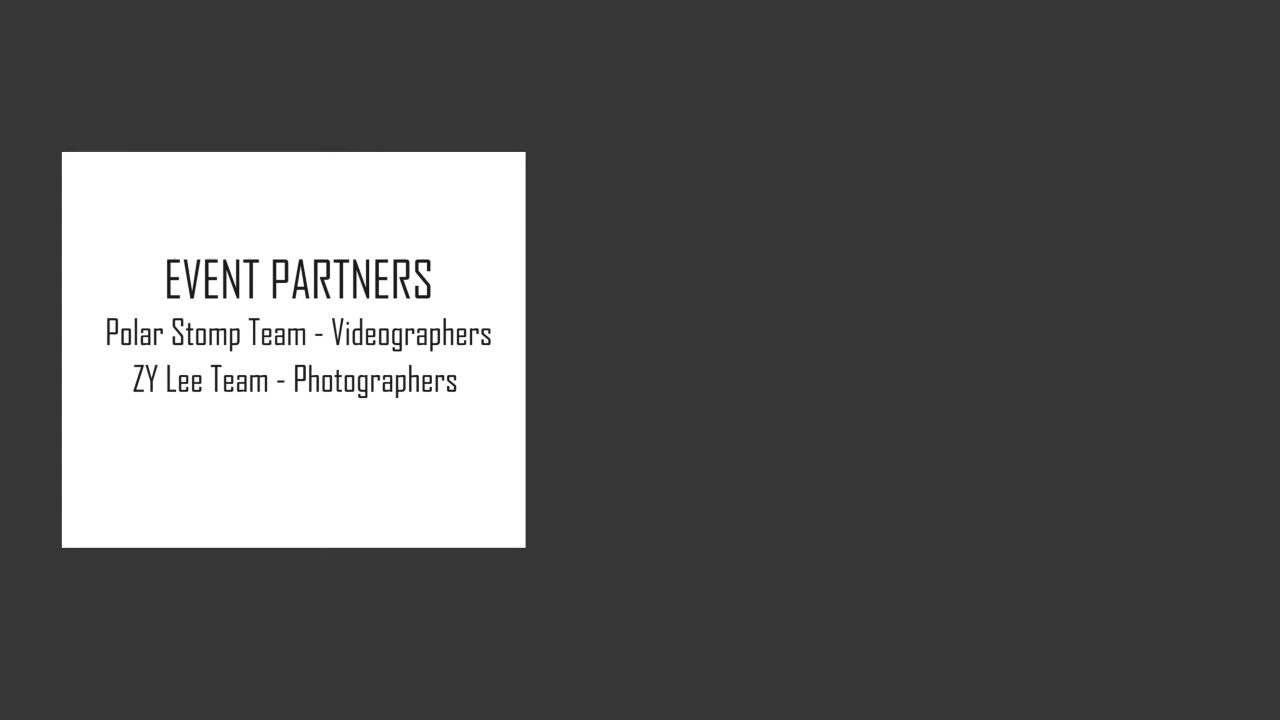 EVENT PARTNERS
Polar Stomp Team - Videographers
ZY Lee Team - Photographers